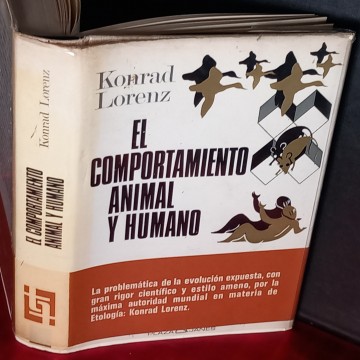 Konrad
Lorenz
EL
COMPORTAMIENTO
ANIMAL
Y HUMANO
La problemática de la evolución expuesta, con
gran rigor científico y estilo ameno, por la
máxima autoridad mundial en materia de
Etología: Konrad Lorenz.
Konrad Lorenz
EL COMPORTAMIENTO
ANIMAL Y HUMANO